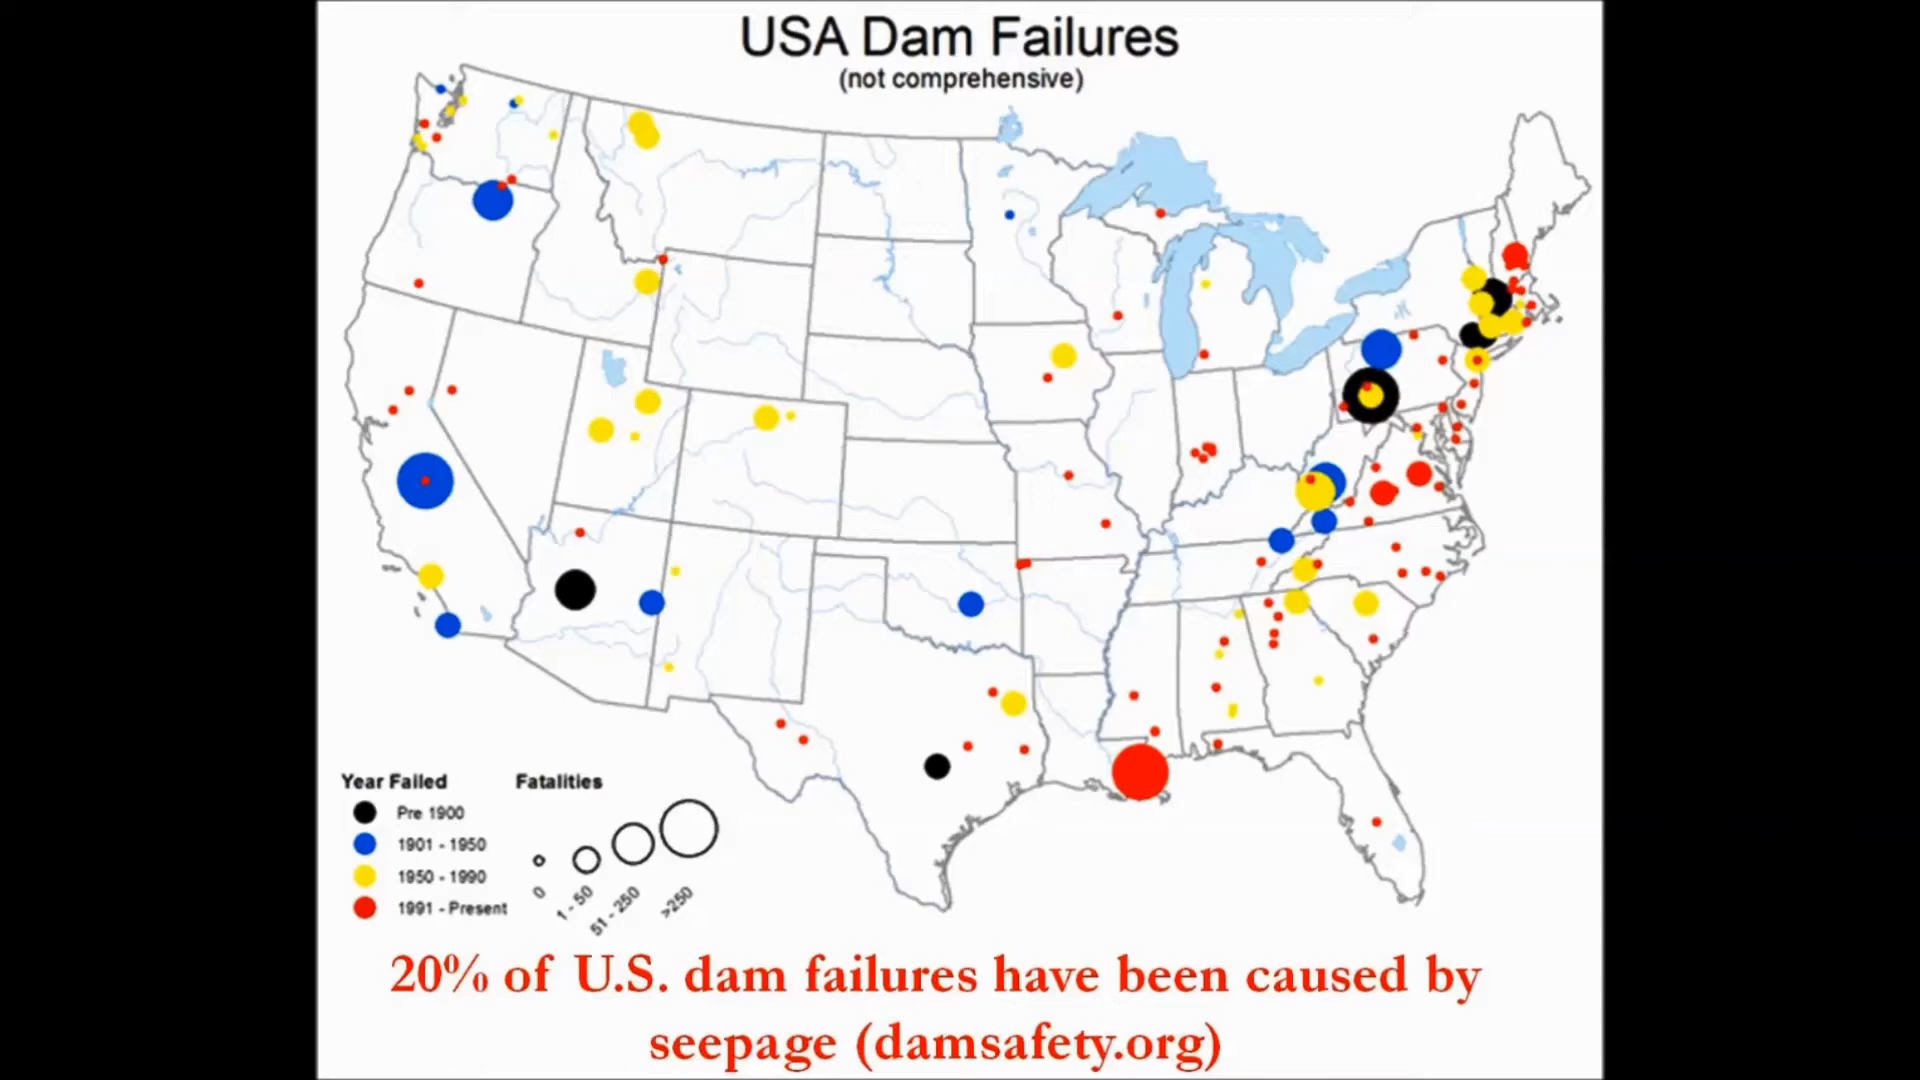 USA Dam Failures
(not comprehensive)
Year Failed
Pre 1900
1901 - 1950
1950 - 1990
1991 - Present
Fatalities
0
1 - 50
51 - 250
>250
20% of U.S. dam failures have been caused by
seepage (damsafety.org)